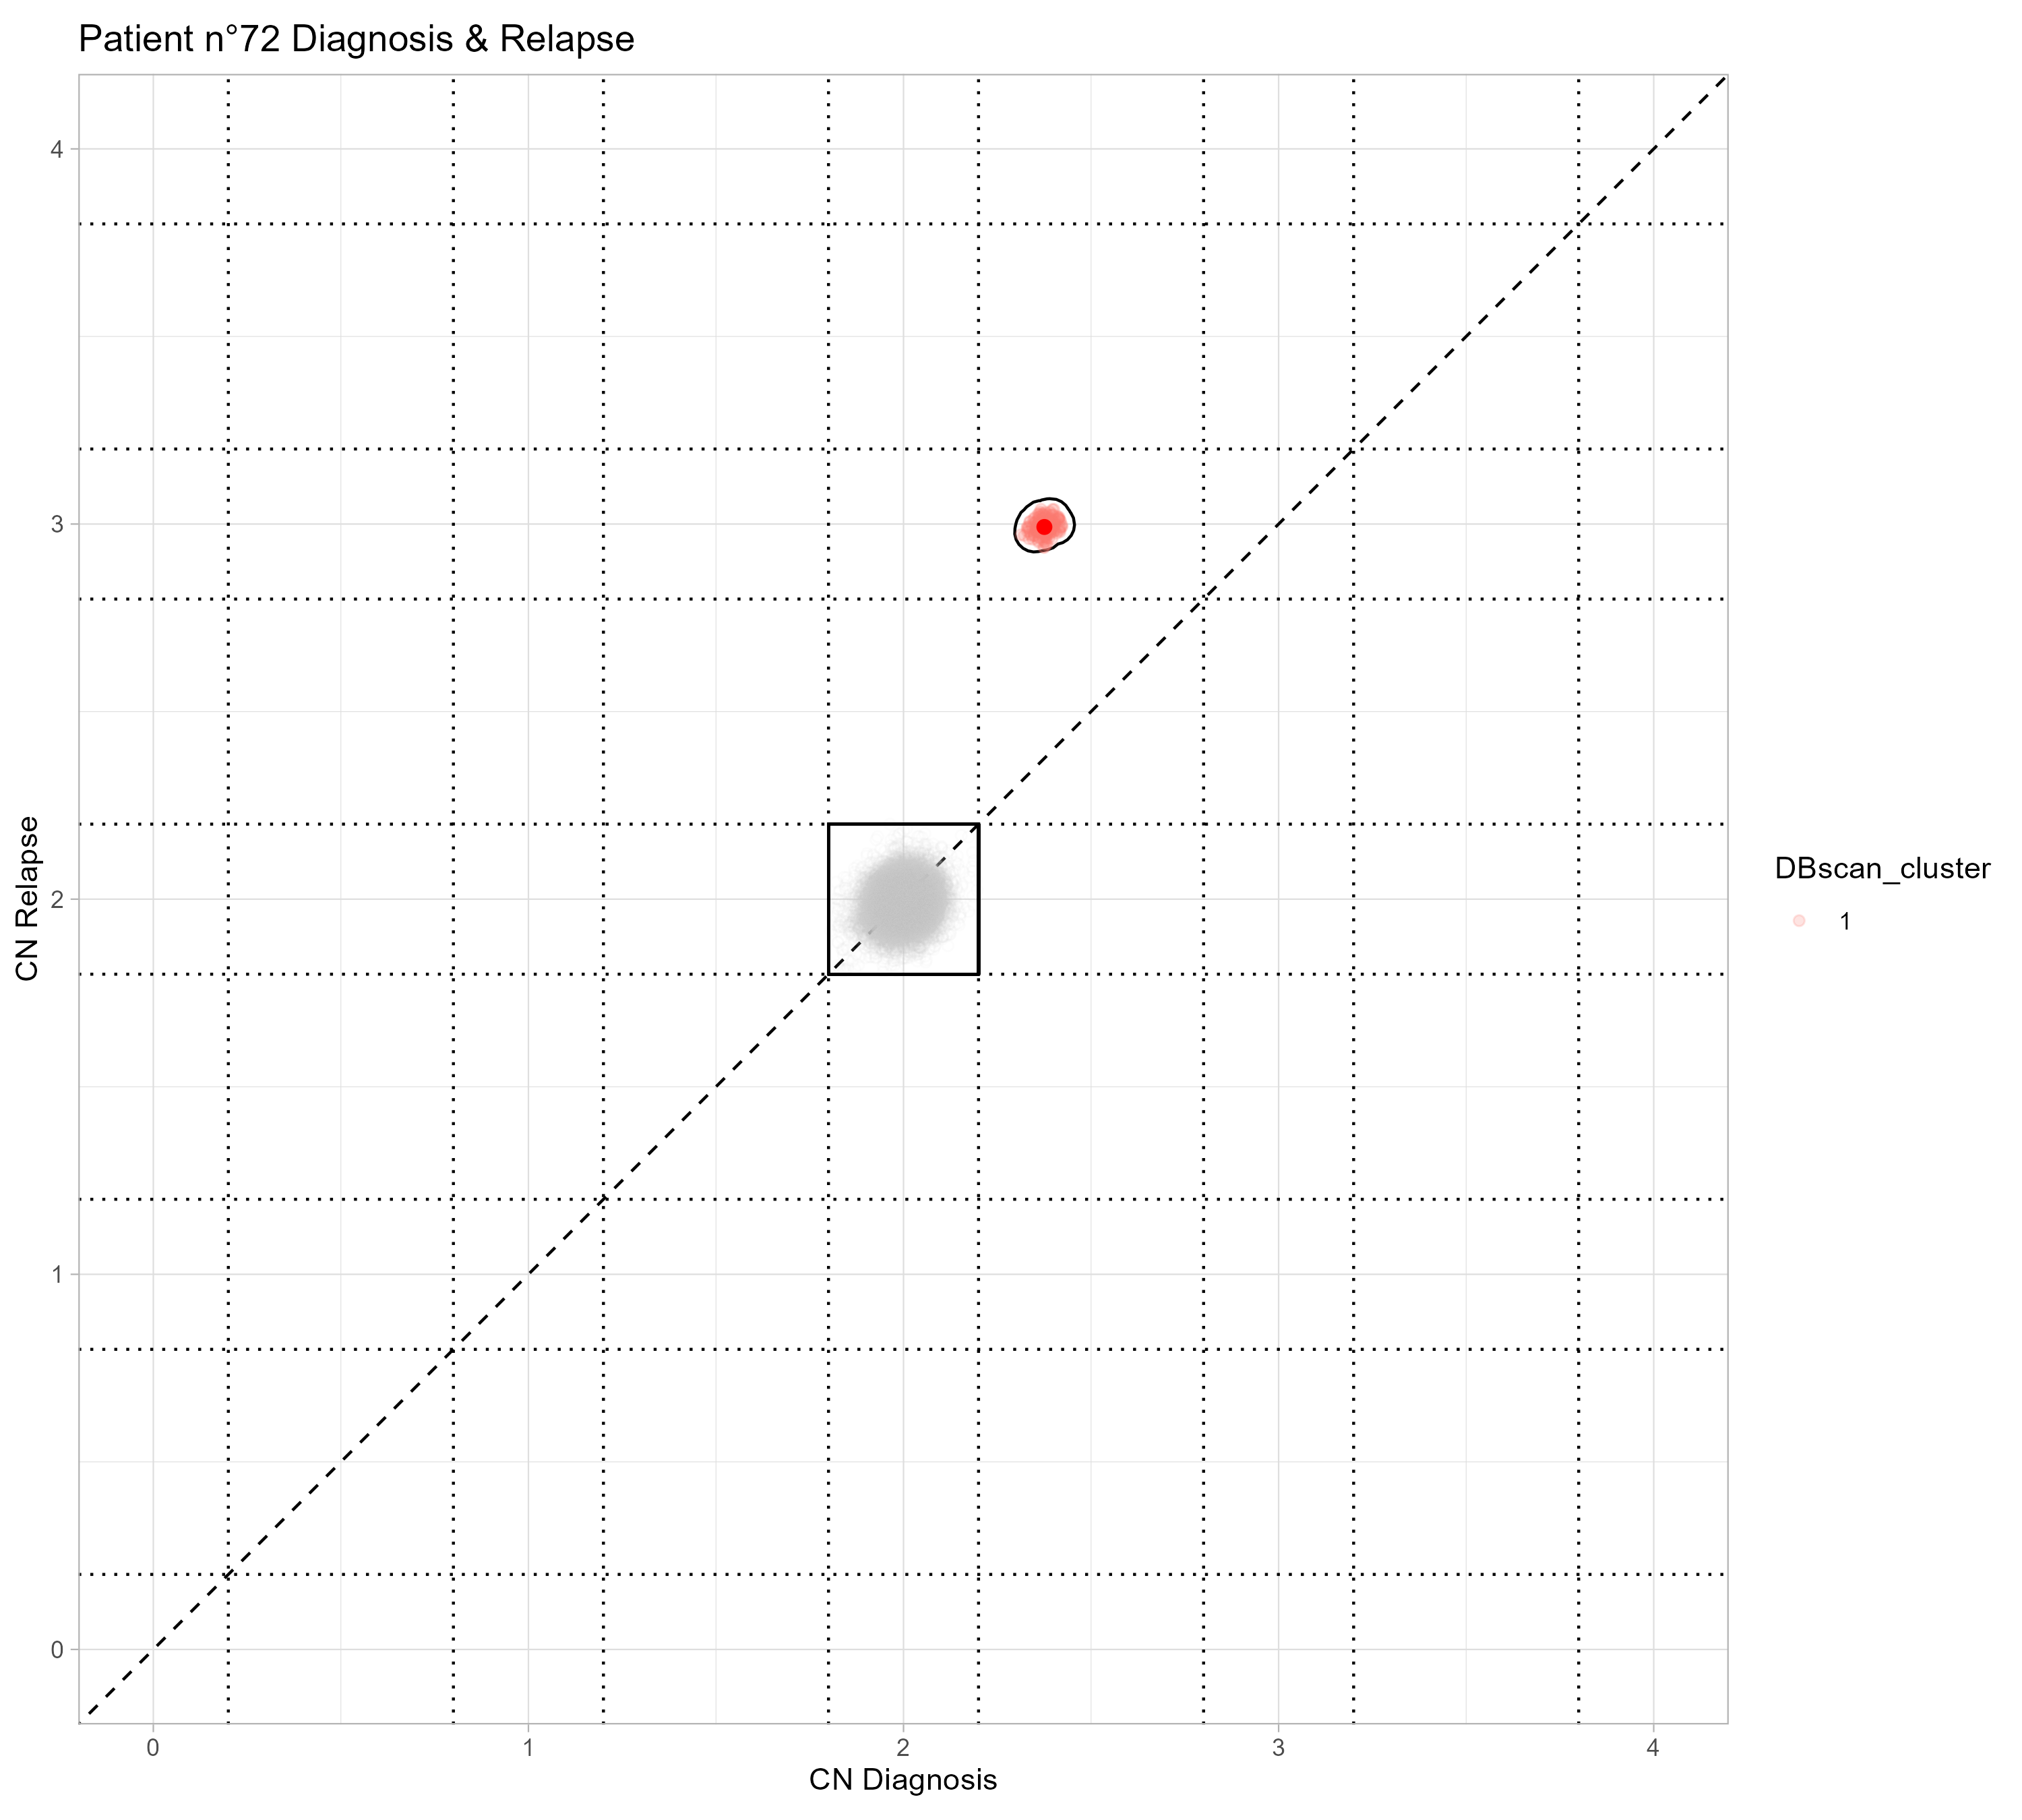 Patient n°72 Diagnosis & Relapse
4
3
2
1
0
CN Relapse
0 1 2 3 4
CN Diagnosis
DBscan_cluster
1